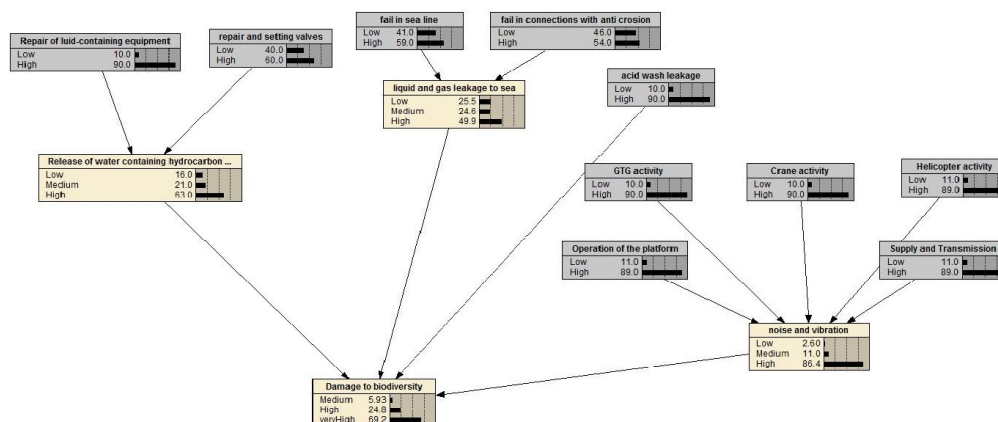 fail in sea line
Low 41.0
High 59.0
fail in connections with anti crosion
Low 46.0
High 54.0
Repair of luid-containing equipment
Low 10.0
High 90.0
repair and setting valves
Low 40.0
High 60.0
acid wash leakage
Low 10.0
High 90.0
liquid and gas leakage to sea
Low 25.5
Medium 24.6
High 49.9
Release of water containing hydrocarbon ...
Low 16.0
Medium 21.0
High 63.0
GTG activity
Low 10.0
High 90.0
Crane activity
Low 10.0
High 90.0
Helicopter activity
Low 11.0
High 89.0
Operation of the platform
Low 11.0
High 89.0
Supply and Transmission
Low 11.0
High 89.0
noise and vibration
Low 2.60
Medium 11.0
High 86.4
Damage to biodiversity
Medium 5.93
High 24.8
veryHigh 69.2